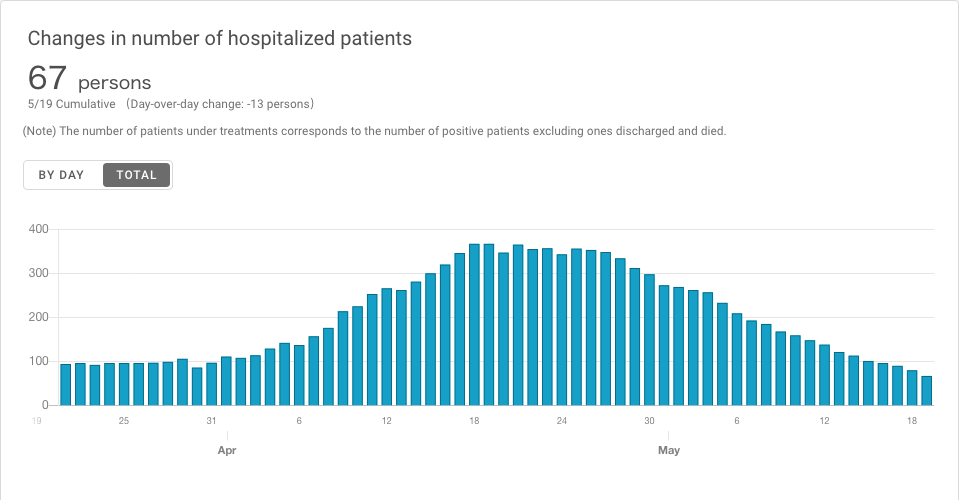 Changes in number of hospitalized patients
67 persons
5/19 Cumulative （Day-over-day change: -13 persons）
(Note) The number of patients under treatments corresponds to the number of positive patients excluding ones discharged and died.
BY DAY TOTAL
400
300
200
100
0
19 25 31 6 12 18 24 30 6 12 18
Apr May